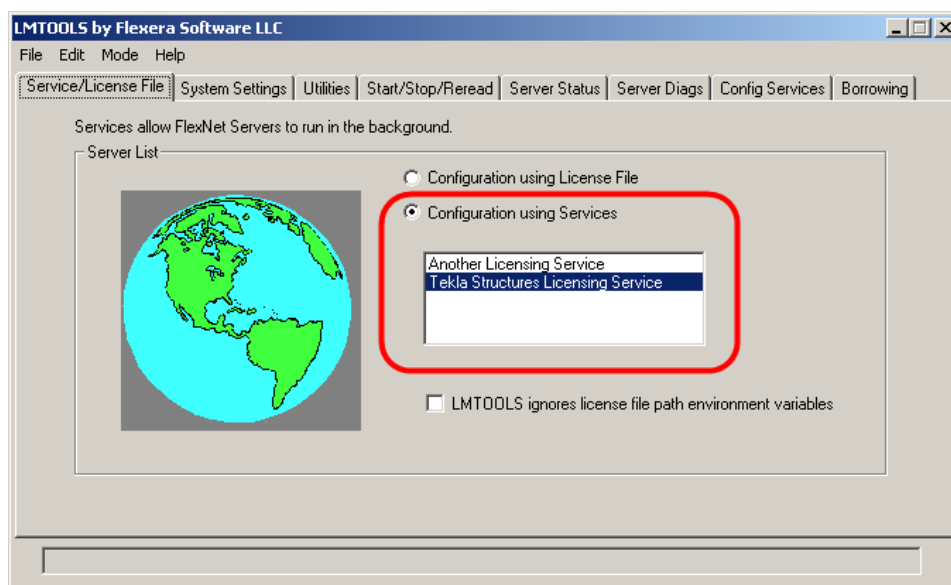 LMTOOLS by Flexera Software LLC
File Edit Mode Help
Service/License File System Settings Utilities Start/Stop/Reread Server Status Server Diags Config Services Borrowing
Services allow FlexNet Servers to run in the background.
Server List
Configuration using License File
Configuration using Services
Another Licensing Service
Tekla Structures Licensing Service
LMTOOLS ignores license file path environment variables